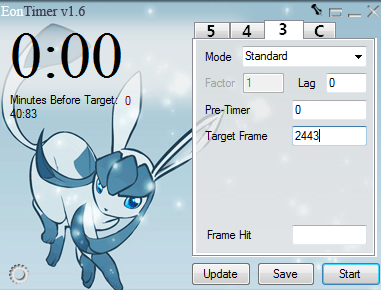 EonTimer v1.6
0:00
Minutes Before Target: 0
40:83
5 4 3 C
Mode Standard
Factor 1 Lag 0
Pre-Timer 0
Target Frame 2443
Frame Hit
Update Save Start